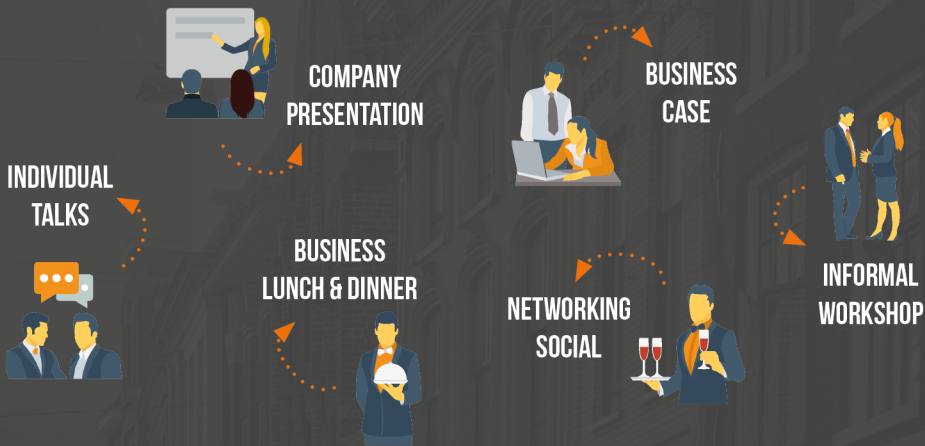 INDIVIDUAL
TALKS
COMPANY
PRESENTATION
BUSINESS
LUNCH & DINNER
BUSINESS
CASE
NETWORKING
SOCIAL
INFORMAL
WORKSHOP